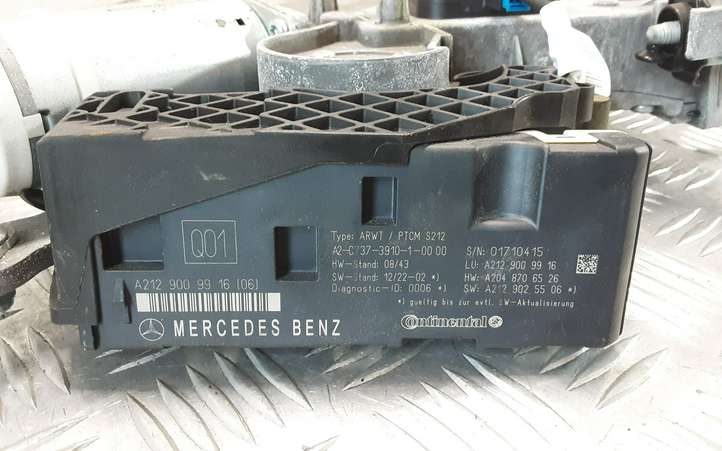 Q01
A212 900 99 16 (06)
MERCEDES BENZ
Type: ARWT / PTCM S212
A2-C737-3910-1-00 00
HW-Stand: 08/43
SW-Stand: 12/22-02 *)
Diagnostic-ID: 0006 *)
S/N: 01710415
LU: A212 900 99 16
HW: A204 870 65 26
SW: A212 902 55 06 *)
*) gueltig bis zur evtl. SW-Aktualisierung
Continental